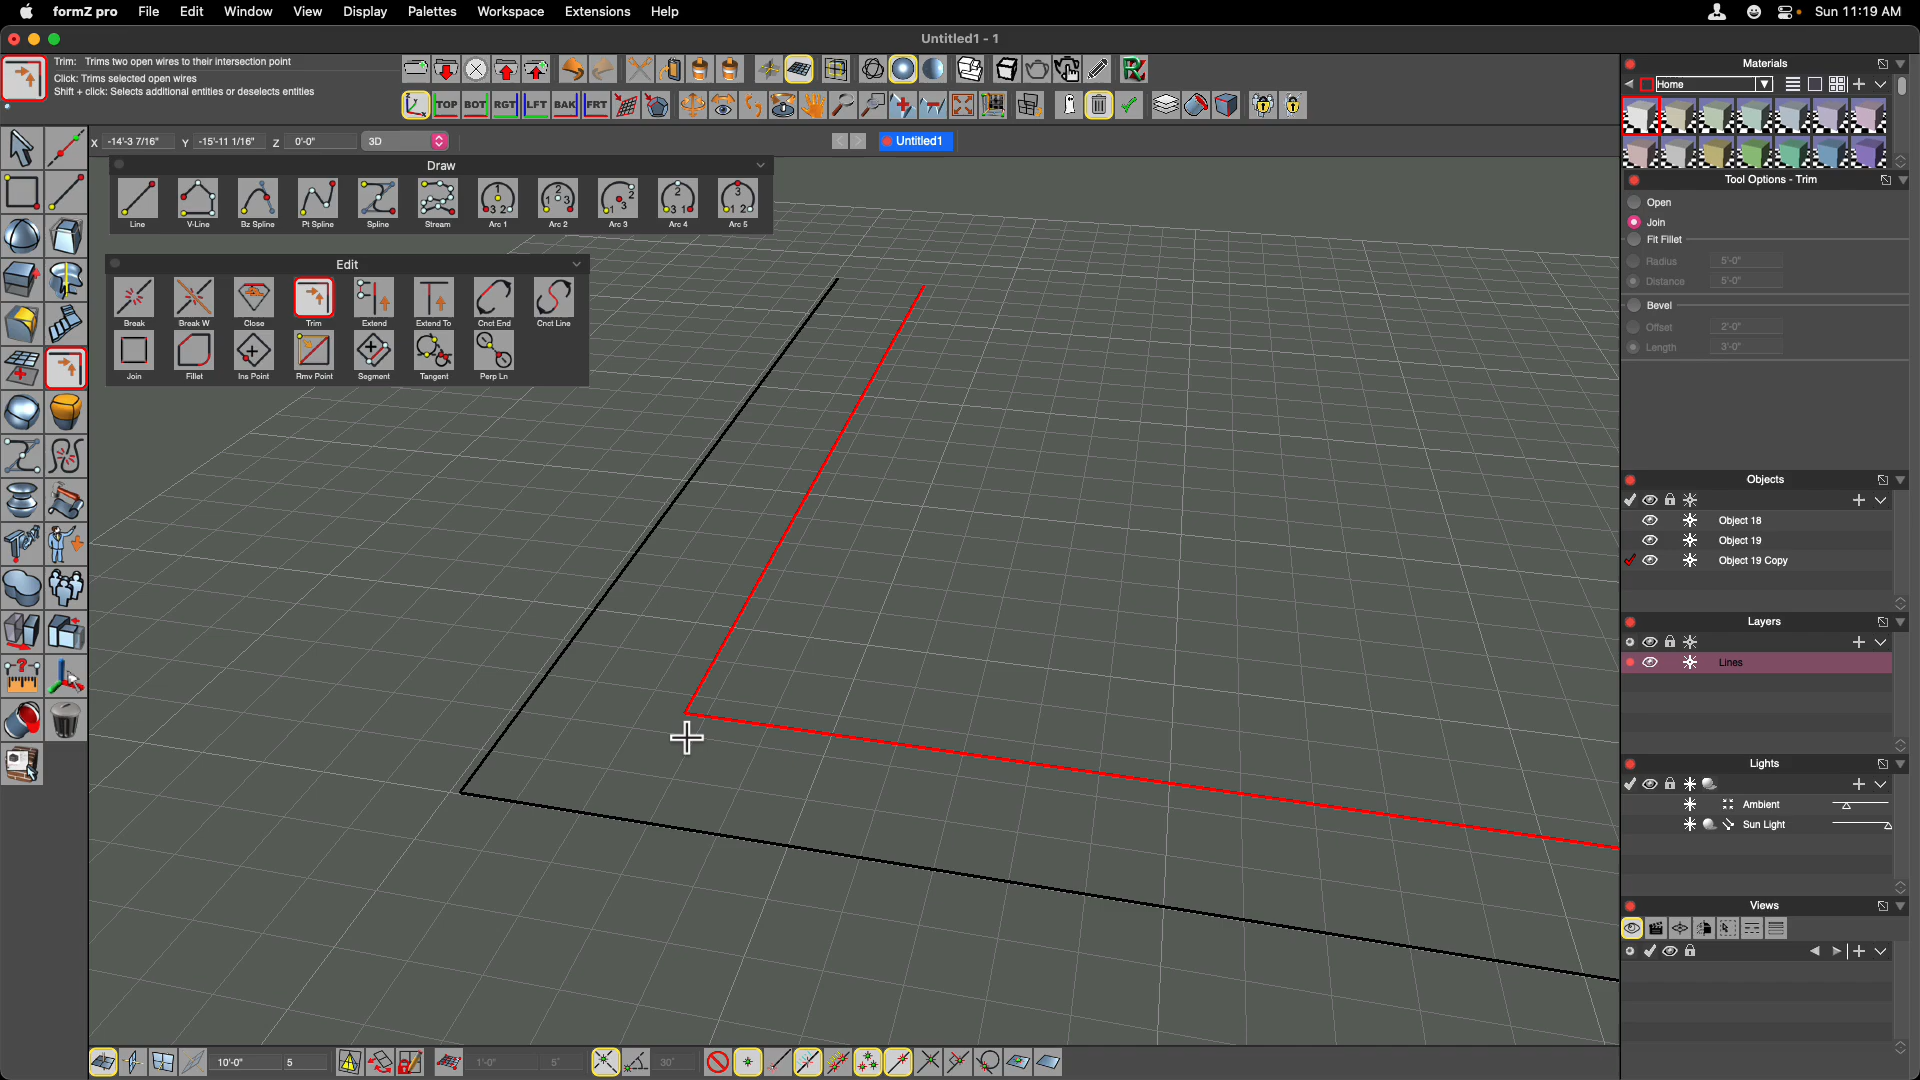 formZ pro File Edit Window View Display Palettes Workspace Extensions Help Sun 11:19 AM
Untitled1 - 1
Trim: Trims two open wires to their intersection point
Click: Trims selected open wires
Shift + click: Selects additional entities or deselects entities
TOP BOT RGT LFT BAK FRT
X -14'-3 7/16" Y -15'-11 1/16" Z 0'-0" 3D Untitled1
Draw
Line V-Line Bz Spline Pt Spline Spline Stream Arc 1 Arc 2 Arc 3 Arc 4 Arc 5
Edit
Break Break W Close Trim Extend Extend To Cnct End Cnct Line
Join Fillet Ins Point Rmv Point Segment Tangent Perp Ln
Materials
Home
Tool Options - Trim
Open
Join
Fit Fillet
Radius 5'-0"
Distance 5'-0"
Bevel
Offset 2'-0"
Length 3'-0"
Objects
Object 18
Object 19
Object 19 Copy
Layers
Lines
Lights
Ambient
Sun Light
Views
10'-0" 5 1'-0" 5" 30°